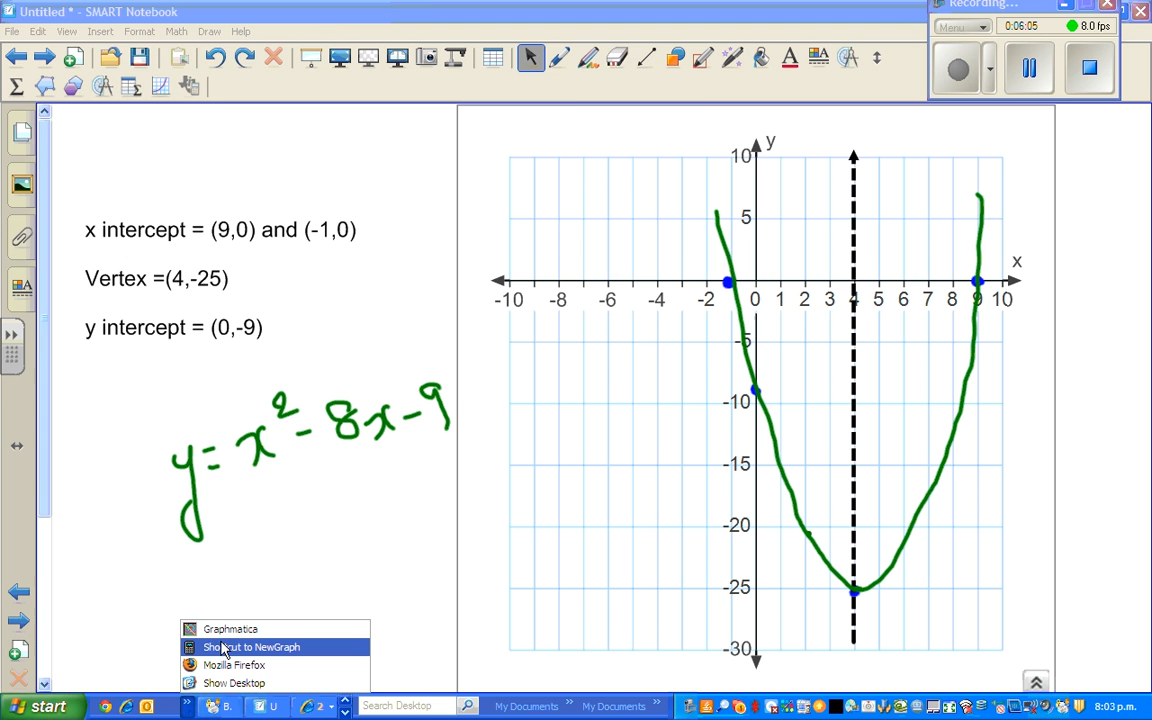 Untitled * - SMART Notebook
Recording...
File Edit View Insert Format Math Draw Help
Menu 0:06:05 8.0 fps
x intercept = (9,0) and (-1,0)
Vertex =(4,-25)
y intercept = (0,-9)
y = x² - 8x - 9
y
10
5
x
-10 -8 -6 -4 -2 0 1 2 3 4 5 6 7 8 9 10
-5
-10
-15
-20
-25
-30
Graphmatica
Shortcut to NewGraph
Mozilla Firefox
Show Desktop
start B. U 2 Search Desktop My Documents » My Documents » 8:03 p.m.